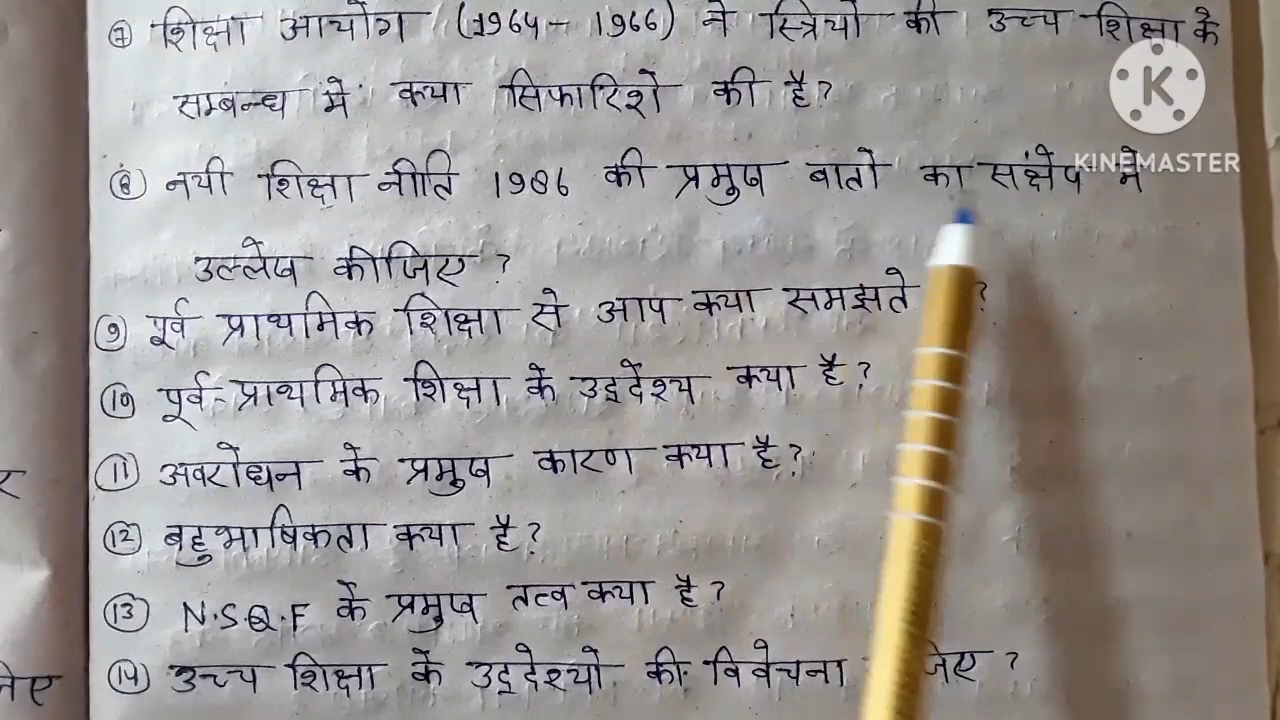 ⑦ शिक्षा आयोग (1964- 1966) ने स्त्रियो की उच्च शिक्षा के
सम्बन्ध मे क्या सिफारिशे की है?
K
KINEMASTER
⑧ नयी शिक्षा नीति 1986 की प्रमुख बातो का संक्षेप मे
उल्लेख कीजिए ?
⑨ पूर्व प्राथमिक शिक्षा से आप क्या समझते ?
⑩ पूर्व-प्राथमिक शिक्षा के उद्देश्य क्या है?
⑪ अवरोधन के प्रमुख कारण क्या है?
⑫ बहुभाषिकता क्या है?
⑬ N.S.Q.F के प्रमुख तत्व क्या है?
⑭ उच्च शिक्षा के उद्देश्यो की विवेचना जिए ?